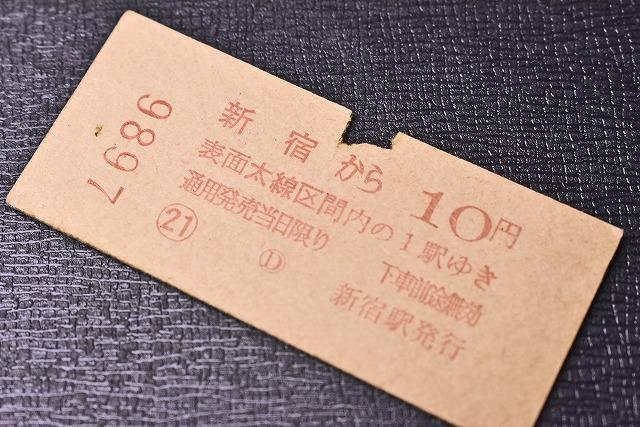 7686
新宿から10円
表面太線区間内の1駅ゆき
通用発売当日限り
下車前途無効
㉑
Ⓓ
新宿駅発行